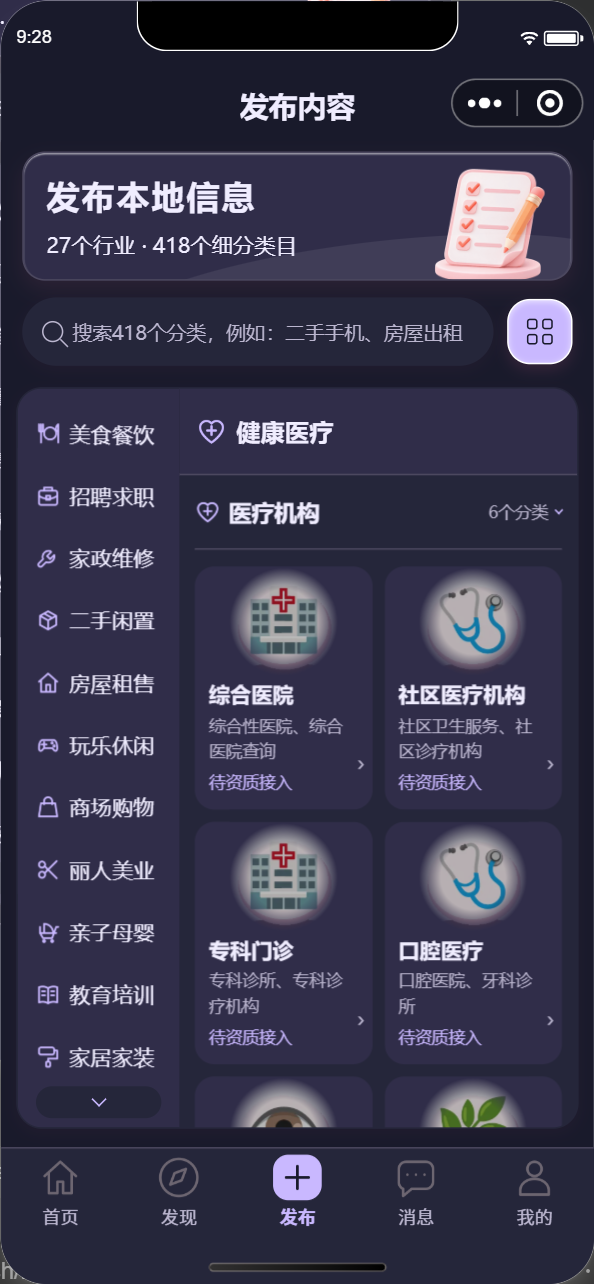 9:28
发布内容
发布本地信息
27个行业 · 418个细分类目
搜索418个分类，例如：二手手机、房屋出租
美食餐饮
招聘求职
家政维修
二手闲置
房屋租售
玩乐休闲
商场购物
丽人美业
亲子母婴
教育培训
家居家装
健康医疗
医疗机构
6个分类
综合医院
综合性医院、综合
医院查询
待资质接入
社区医疗机构
社区卫生服务、社
区诊疗机构
待资质接入
专科门诊
专科诊所、专科诊
疗机构
待资质接入
口腔医疗
口腔医院、牙科诊
所
待资质接入
首页
发现
发布
消息
我的